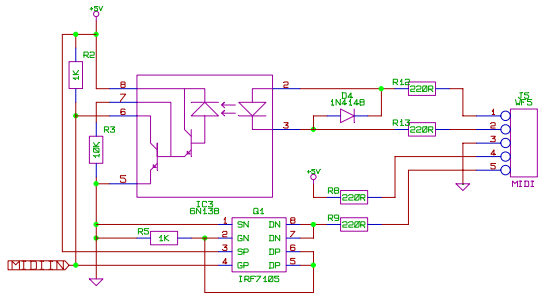 +5V
R2
1K
8
7
6
5
R3
10K
2
3
IC3
6N138
D4
1N4148
R12
220R
R13
220R
J5
WFS
1
2
3
4
5
MIDI
+5V
R8
220R
R9
220R
R5
1K
Q1
1 SN DN 8
2 GN DN 7
3 SP DP 6
4 GP DP 5
IRF7105
MIDIIN